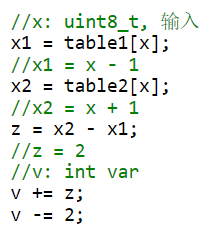 //x: uint8_t, 输入
x1 = table1[x];
//x1 = x - 1
x2 = table2[x];
//x2 = x + 1
z = x2 - x1;
//z = 2
//v: int var
v += z;
v -= 2;